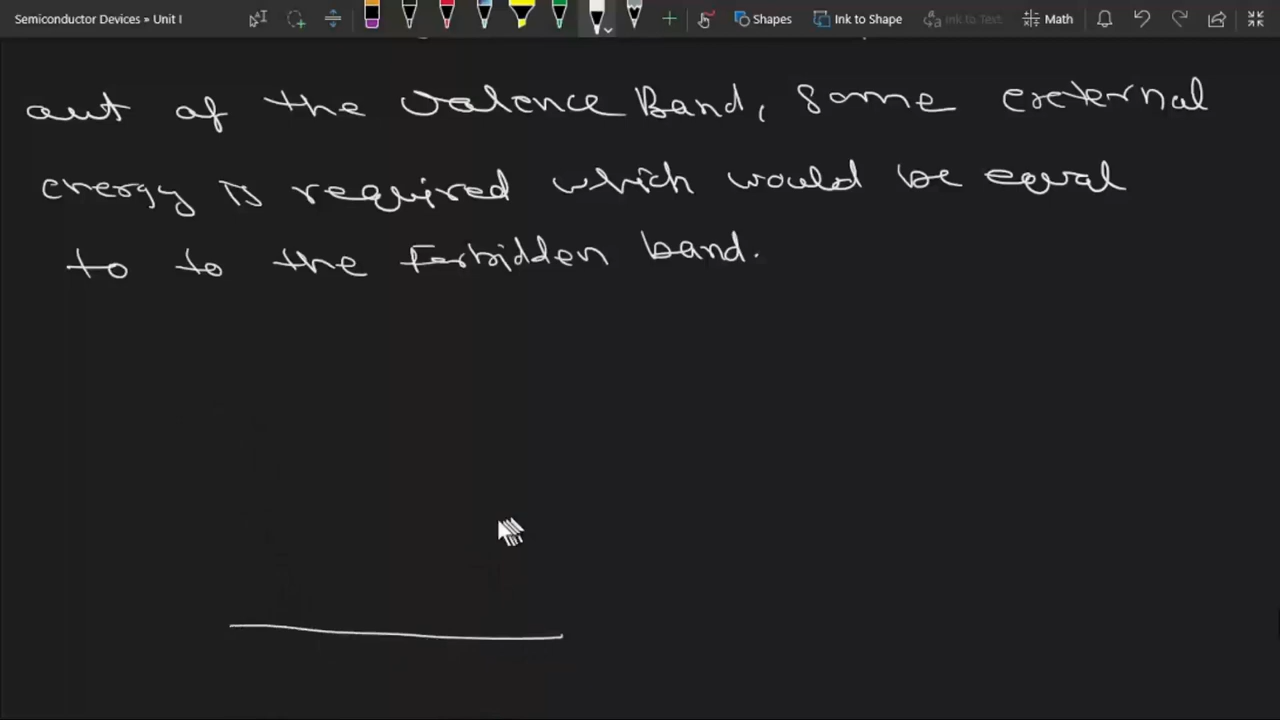 Semiconductor Devices » Unit I
Shapes
Ink to Shape
Ink to Text
Math
out of the valence Band, some external
energy is required which would be equal
to to the Forbidden band.